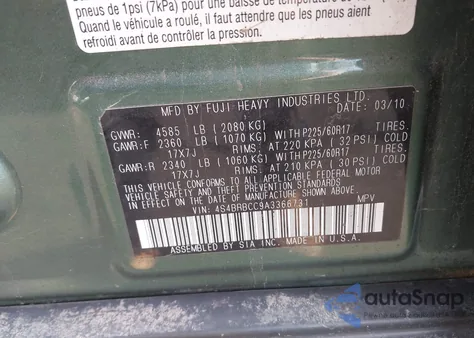 pneus de 1psi (7kPa) pour une baisse de température de
Quand le véhicule a roulé, il faut attendre que les pneus aient
refroidi avant de contrôler la pression.
MFD BY FUJI HEAVY INDUSTRIES LTD.
DATE: 03/10
GVWR: 4585 LB (2080 KG)
GAWR:F 2360 LB (1070 KG) WITH P225/60R17 TIRES.
17X7J RIMS. AT 220 KPA (32 PSI) COLD
GAWR:R 2340 LB (1060 KG) WITH P225/60R17 TIRES.
17X7J RIMS. AT 210 KPA (30 PSI) COLD
THIS VEHICLE CONFORMS TO ALL APPLICABLE FEDERAL MOTOR
VEHICLE SAFETY AND THEFT PREVENTION STANDARDS IN
EFFECT ON THE DATE OF MANUFACTURE SHOWN ABOVE.
VIN: 4S4BRBCC9A3366731 MPV
ASSEMBLED BY SIA INC. MADE IN U.S.A.
autoSnap